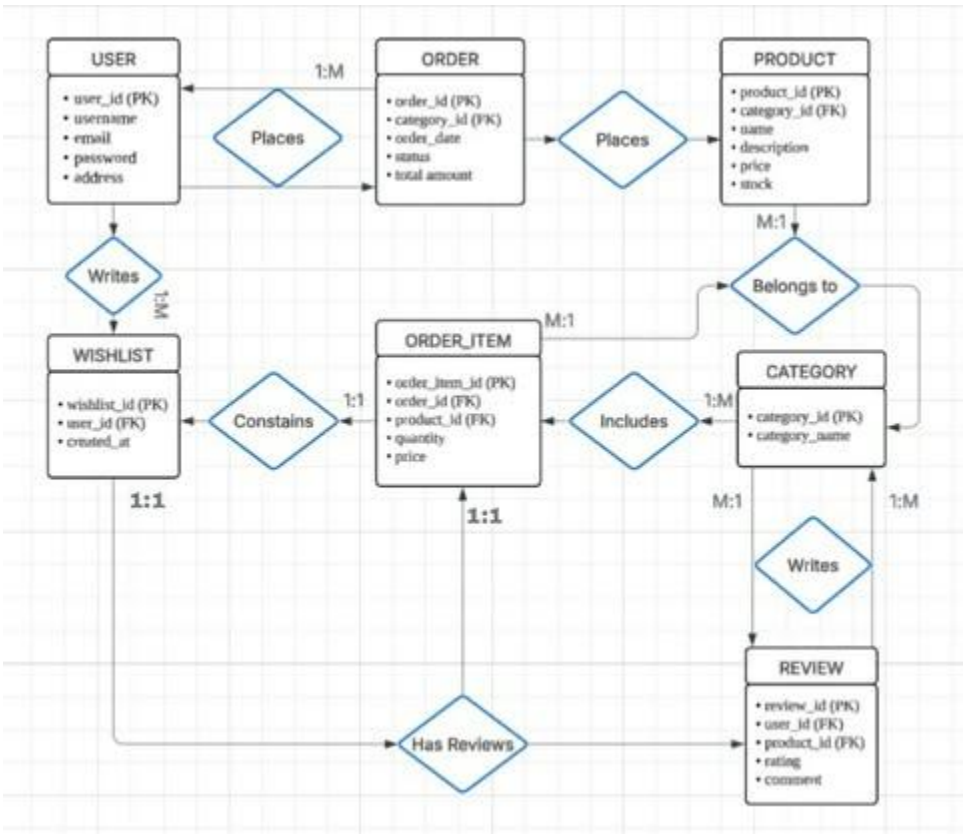 USER
• user_id (PK)
• username
• email
• password
• address
1:M
Places
ORDER
• order_id (PK)
• category_id (FK)
• order_date
• status
• total amount
Places
PRODUCT
• product_id (PK)
• category_id (FK)
• name
• description
• price
• stock
M:1
Belongs to
Writes
1:M
WISHLIST
• wishlist_id (PK)
• user_id (FK)
• created_at
1:1
Constains
1:1
ORDER_ITEM
• order_item_id (PK)
• order_id (FK)
• product_id (FK)
• quantity
• price
M:1
1:1
Includes
1:M
CATEGORY
• category_id (PK)
• category_name
M:1
1:M
Writes
REVIEW
• review_id (PK)
• user_id (FK)
• product_id (FK)
• rating
• comment
Has Reviews